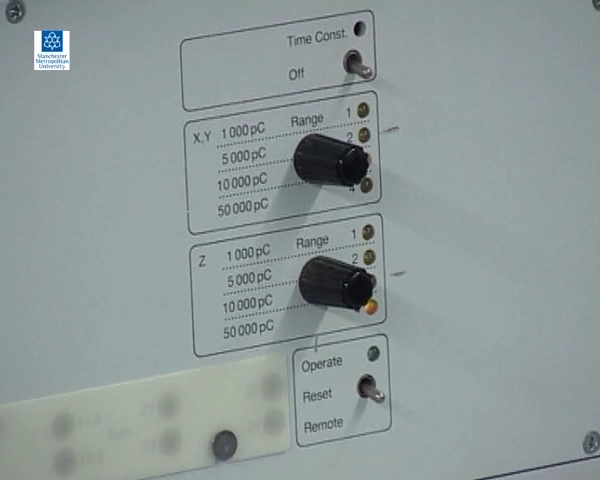 Manchester
Metropolitan
University
Time Const.
Off
X,Y 1 000 pC Range 1
5 000 pC 2
10 000 pC
50 000 pC 4
Z 1 000 pC Range 1
5 000 pC 2
10 000 pC
50 000 pC
Operate
Reset
Remote